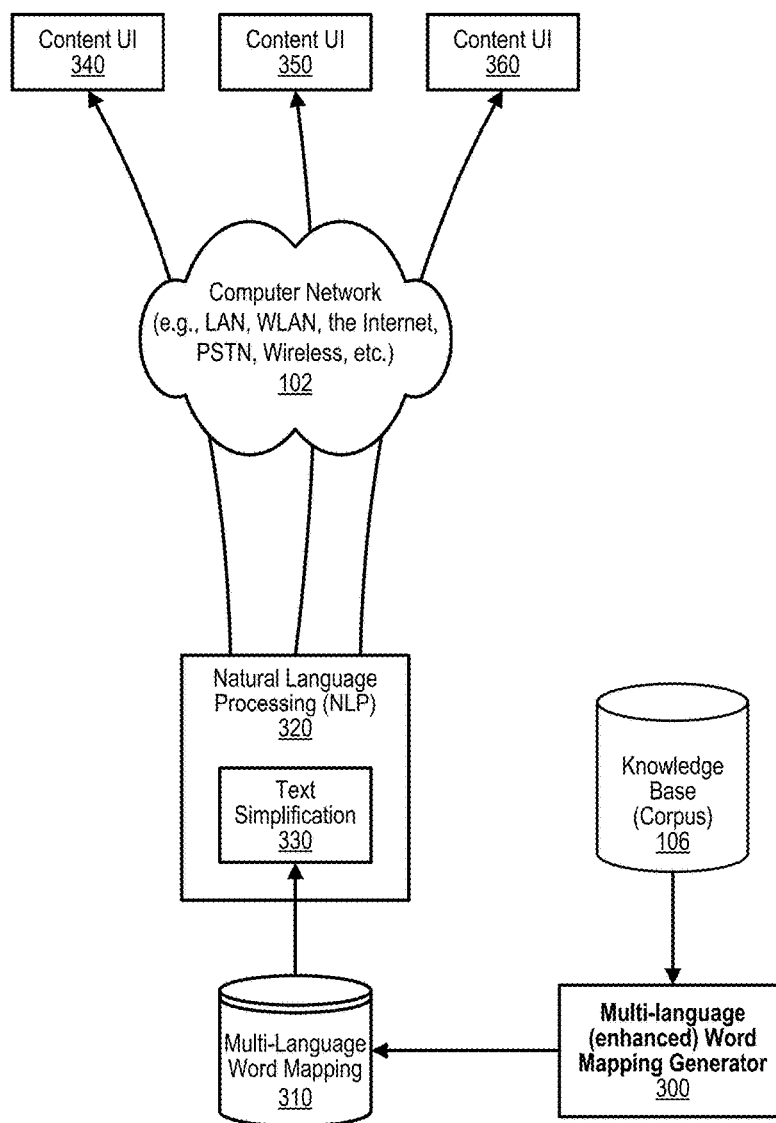 Content UI
340
Content UI
350
Content UI
360
Computer Network
(e.g., LAN, WLAN, the Internet,
PSTN, Wireless, etc.)
102
Natural Language
Processing (NLP)
320
Text
Simplification
330
Knowledge
Base
(Corpus)
106
Multi-Language
Word Mapping
310
Multi-language
(enhanced) Word
Mapping Generator
300